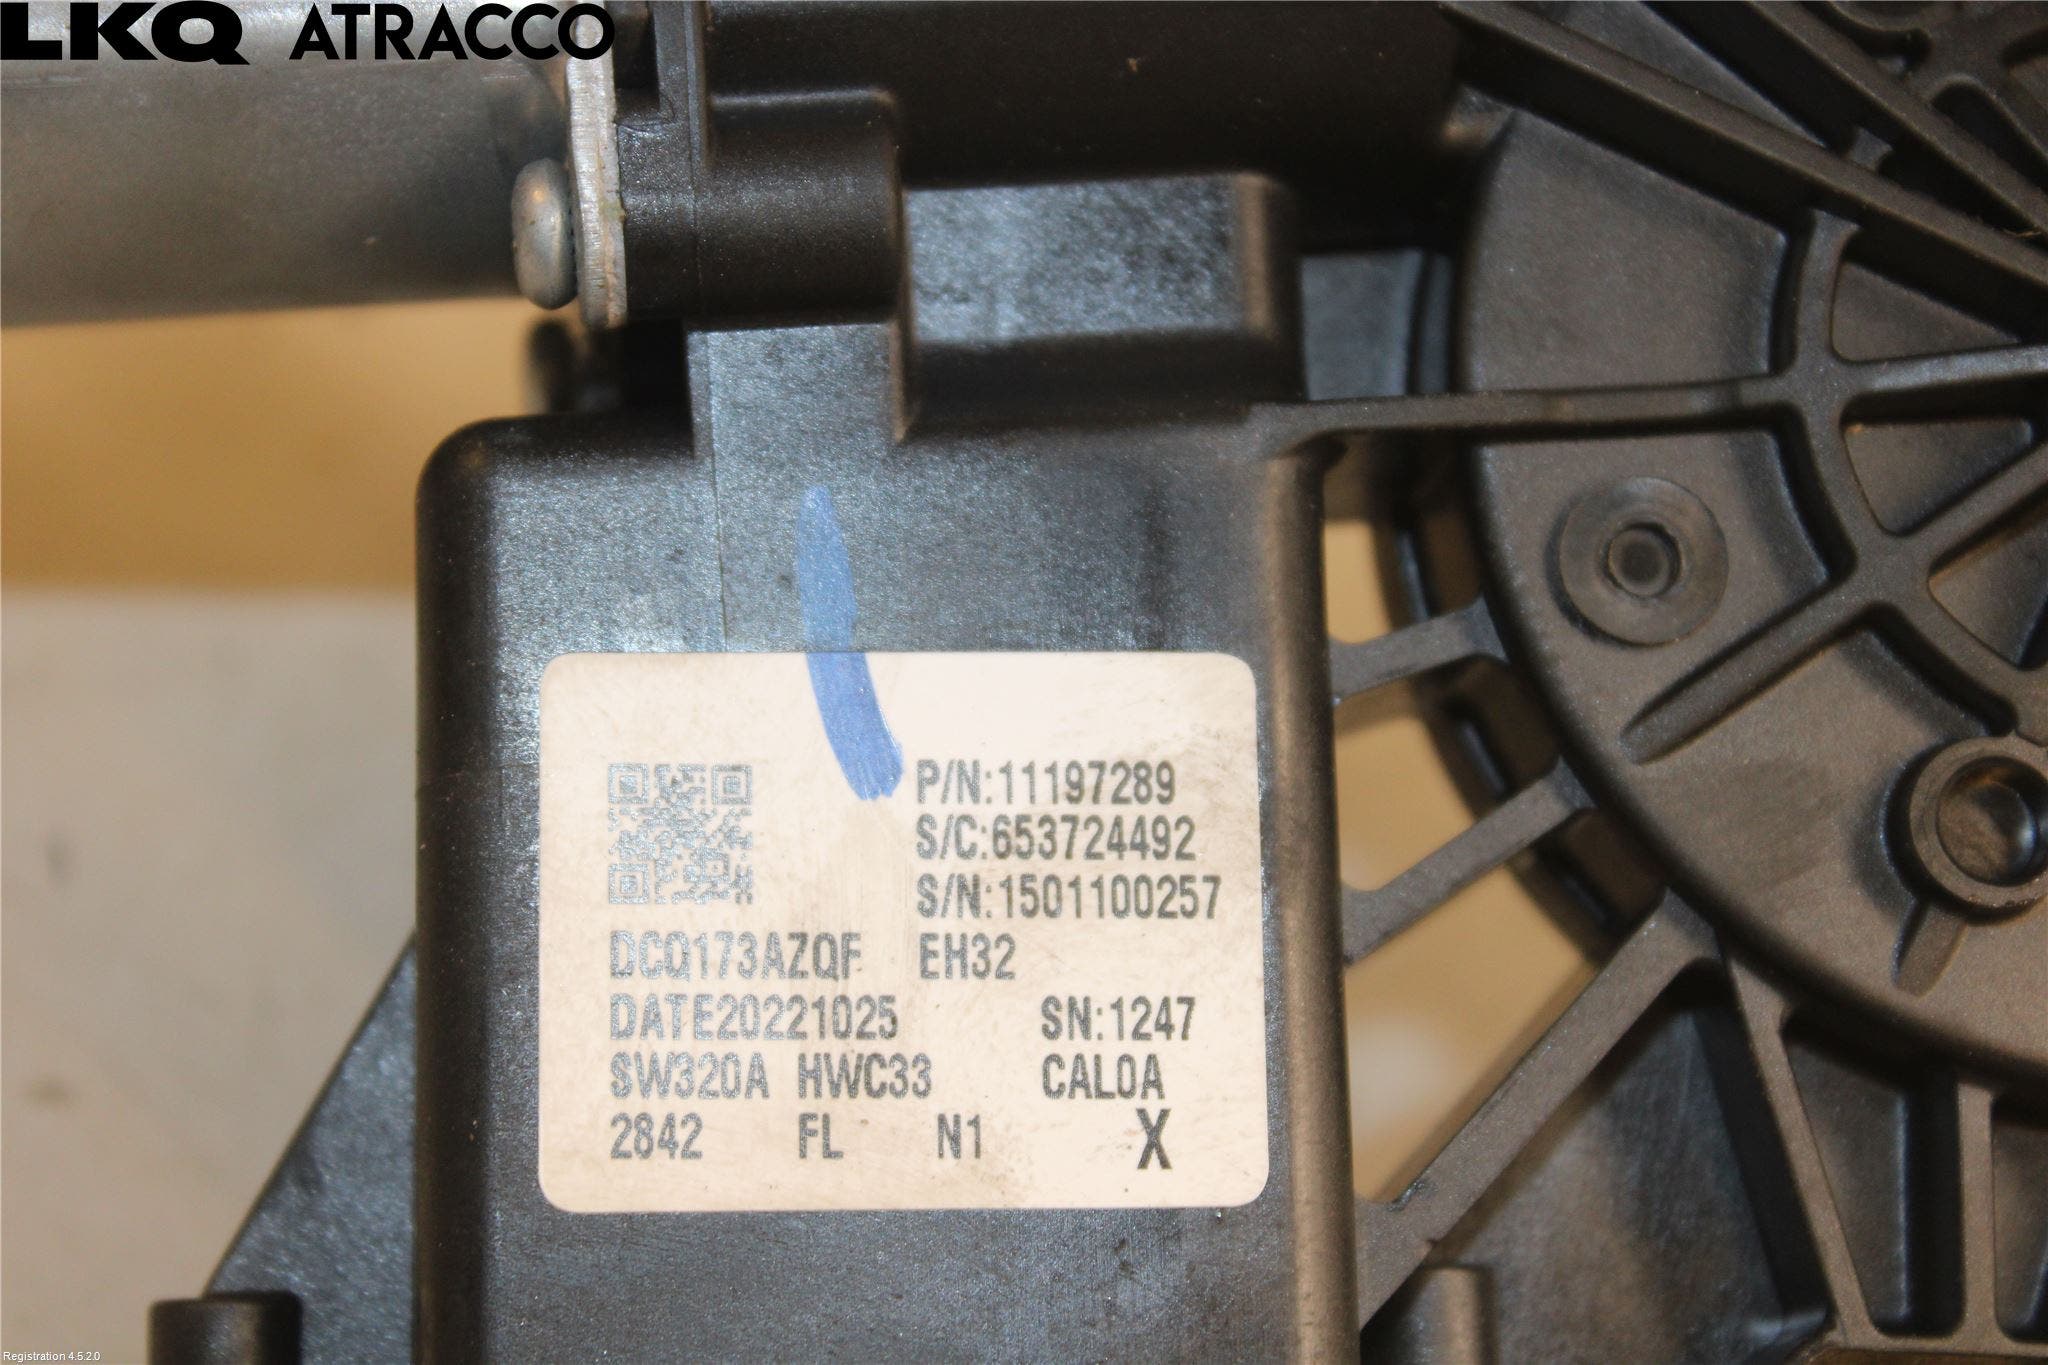 LKQ ATRACCO
P/N:11197289
S/C:653724492
S/N:1501100257
DCQ173AZQF EH32
DATE20221025 SN:1247
SW320A HWC33 CAL0A
2842 FL N1 X
Registration 4.5.2.0